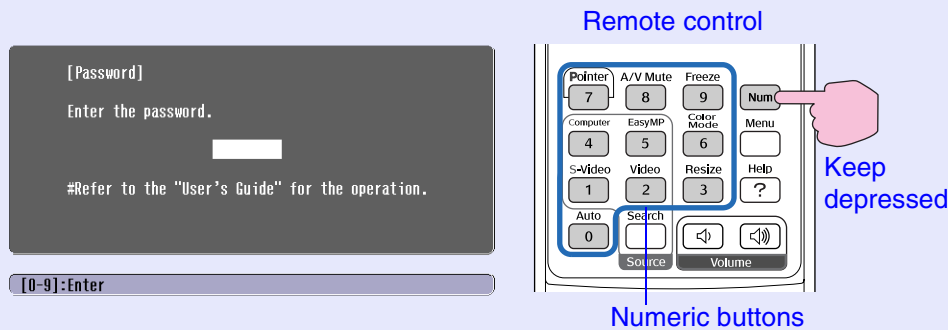 [Password]
Enter the password.
#Refer to the "User's Guide" for the operation.
[0-9]:Enter
Remote control
Pointer A/V Mute Freeze
7 8 9 Num
Computer EasyMP Color Mode Menu
4 5 6
S-Video Video Resize Help
1 2 3 ?
Auto Search
0
Source Volume
Keep
depressed
Numeric buttons